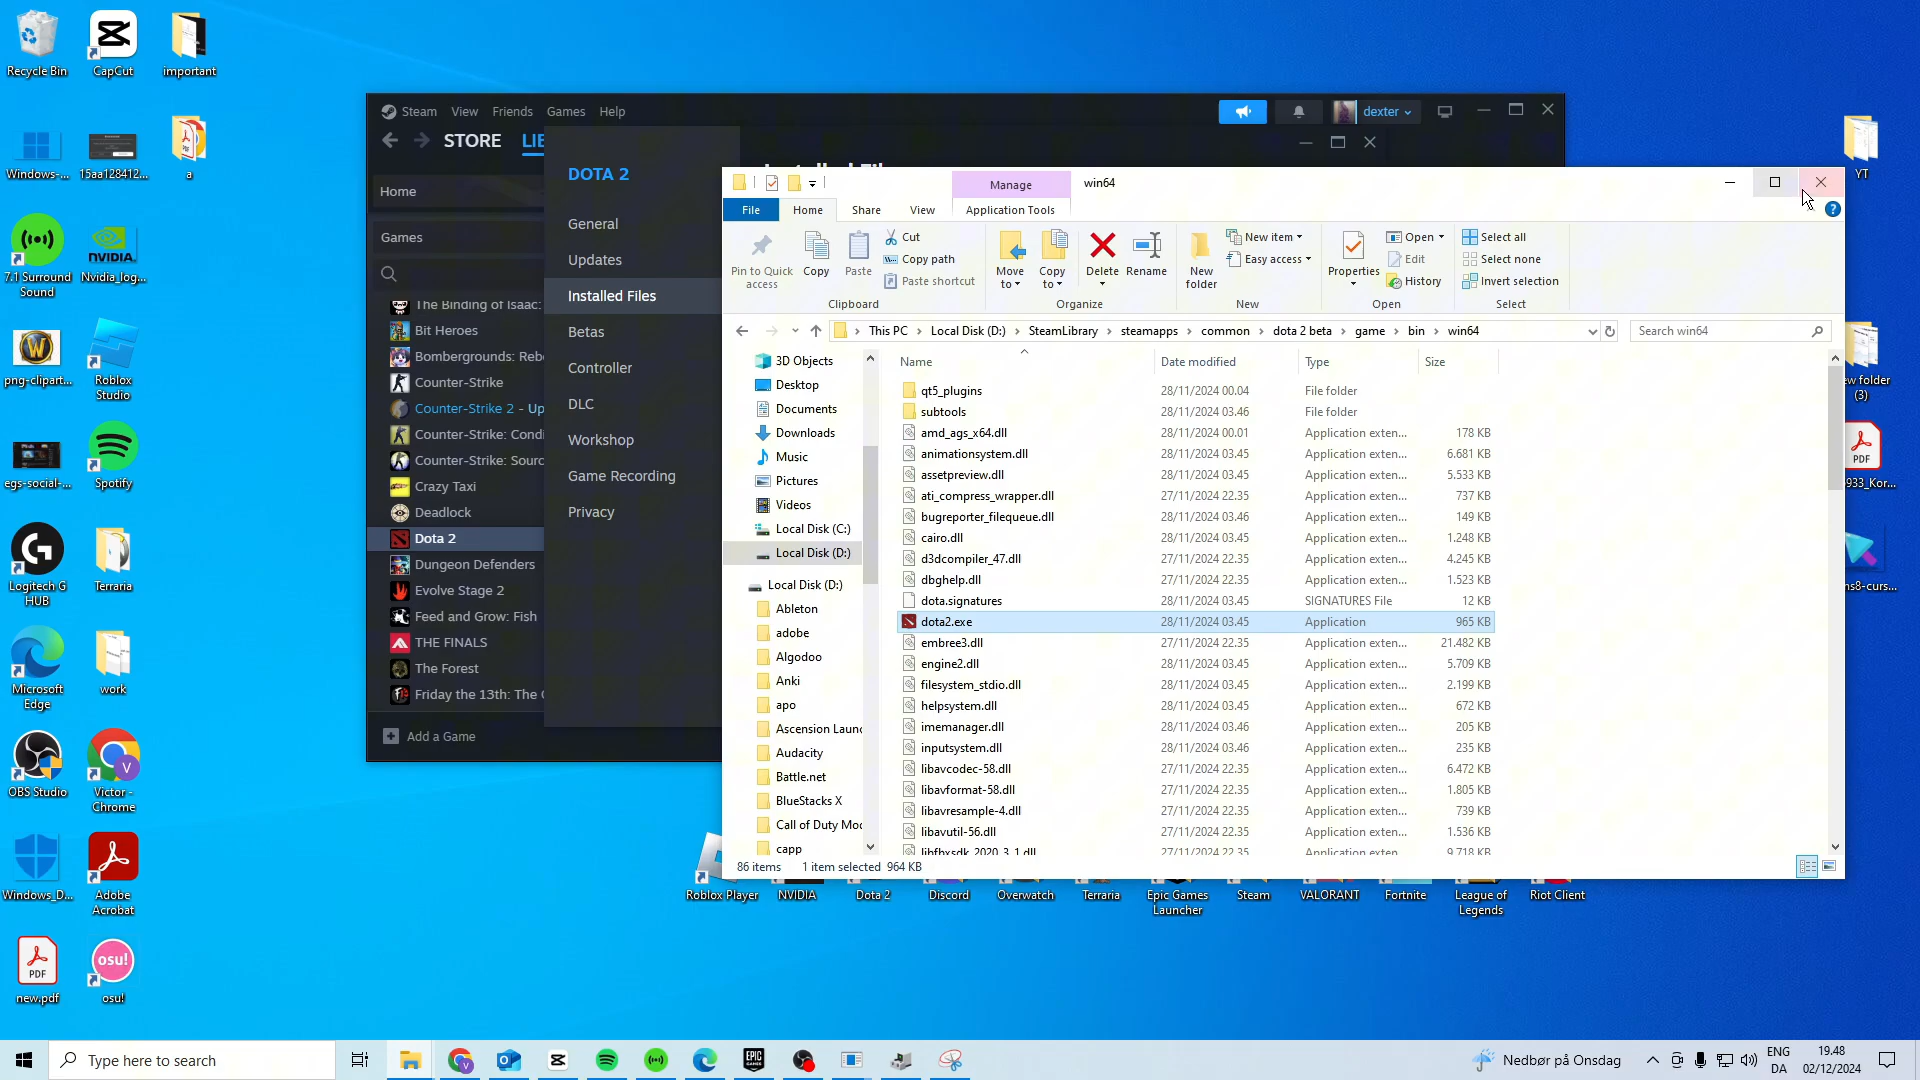 Recycle Bin
CapCut
important
Windows-...
15aa128412...
a
7.1 Surround
Sound
Nvidia_log...
png-clipart...
Roblox
Studio
egs-social-...
Spotify
Logitech G
HUB
Terraria
Microsoft
Edge
work
OBS Studio
Victor -
Chrome
Windows_D...
Adobe
Acrobat
PDF
new.pdf
osu!
osu!
Steam
View
Friends
Games
Help
dexter
STORE
Home
Games
The Binding of Isaac:
Bit Heroes
Bombergrounds: Reb
Counter-Strike
Counter-Strike 2 - Up
Counter-Strike: Condi
Counter-Strike: Sourc
Crazy Taxi
Deadlock
Dota 2
Dungeon Defenders
Evolve Stage 2
Feed and Grow: Fish
THE FINALS
The Forest
Friday the 13th: The
Add a Game
DOTA 2
General
Updates
Installed Files
Betas
Controller
DLC
Workshop
Game Recording
Privacy
Manage
win64
File
Home
Share
View
Application Tools
Pin to Quick
access
Copy
Paste
Cut
Copy path
Paste shortcut
Clipboard
Move
to
Copy
to
Delete
Rename
Organize
New
folder
New item
Easy access
New
Properties
Open
Edit
History
Open
Select all
Select none
Invert selection
Select
This PC > Local Disk (D:) > SteamLibrary > steamapps > common > dota 2 beta > game > bin > win64
Search win64
3D Objects
Desktop
Documents
Downloads
Music
Pictures
Videos
Local Disk (C:)
Local Disk (D:)
Local Disk (D:)
Ableton
adobe
Algodoo
Anki
apo
Ascension Laun
Audacity
Battle.net
BlueStacks X
Call of Duty Mo
capp
Name Date modified Type Size
qt5_plugins 28/11/2024 00.04 File folder
subtools 28/11/2024 03.46 File folder
amd_ags_x64.dll 28/11/2024 00.01 Application exten... 178 KB
animationsystem.dll 28/11/2024 03.45 Application exten... 6.681 KB
assetpreview.dll 28/11/2024 03.45 Application exten... 5.533 KB
ati_compress_wrapper.dll 27/11/2024 22.35 Application exten... 737 KB
bugreporter_filequeue.dll 28/11/2024 03.46 Application exten... 149 KB
cairo.dll 28/11/2024 03.45 Application exten... 1.248 KB
d3dcompiler_47.dll 27/11/2024 22.35 Application exten... 4.245 KB
dbghelp.dll 27/11/2024 22.35 Application exten... 1.523 KB
dota.signatures 28/11/2024 03.45 SIGNATURES File 12 KB
dota2.exe 28/11/2024 03.45 Application 965 KB
embree3.dll 27/11/2024 22.35 Application exten... 21.482 KB
engine2.dll 28/11/2024 03.45 Application exten... 5.709 KB
filesystem_stdio.dll 28/11/2024 03.45 Application exten... 2.199 KB
helpsystem.dll 28/11/2024 03.45 Application exten... 672 KB
imemanager.dll 28/11/2024 03.46 Application exten... 205 KB
inputsystem.dll 28/11/2024 03.46 Application exten... 235 KB
libavcodec-58.dll 27/11/2024 22.35 Application exten... 6.472 KB
libavformat-58.dll 27/11/2024 22.35 Application exten... 1.805 KB
libavresample-4.dll 27/11/2024 22.35 Application exten... 739 KB
libavutil-56.dll 27/11/2024 22.35 Application exten... 1.536 KB
libfbxsdk_2020_3_1.dll 27/11/2024 22.35 Application exten... 9.718 KB
86 items 1 item selected 964 KB
YT
ew folder
(3)
PDF
933_Kor...
ns8-curs...
Roblox Player
NVIDIA
Dota 2
Discord
Overwatch
Terraria
Epic Games
Launcher
Steam
VALORANT
Fortnite
League of
Legends
Riot Client
Type here to search
Nedbør på Onsdag
ENG
DA
19.48
02/12/2024